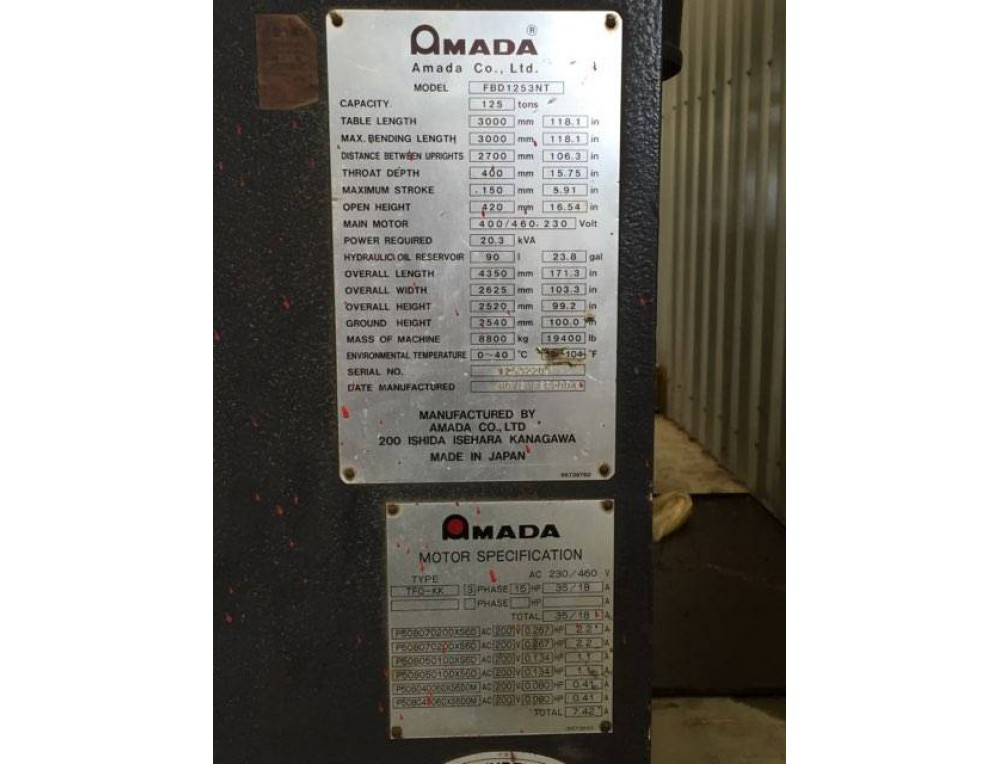 AMADA®
Amada Co., Ltd.
MODEL FBD1253NT
CAPACITY 125 tons
TABLE LENGTH 3000 mm 118.1 in
MAX. BENDING LENGTH 3000 mm 118.1 in
DISTANCE BETWEEN UPRIGHTS 2700 mm 106.3 in
THROAT DEPTH 400 mm 15.75 in
MAXIMUM STROKE 150 mm 5.91 in
OPEN HEIGHT 420 mm 16.54 in
MAIN MOTOR 400/460.230 Volt
POWER REQUIRED 20.3 kVA
HYDRAULIC OIL RESERVOIR 90 l 23.8 gal
OVERALL LENGTH 4350 mm 171.3 in
OVERALL WIDTH 2625 mm 103.3 in
OVERALL HEIGHT 2520 mm 99.2 in
GROUND HEIGHT 2540 mm 100.0 in
MASS OF MACHINE 8800 kg 19400 lb
ENVIRONMENTAL TEMPERATURE 0~40 °C 104 °F
SERIAL NO.
DATE MANUFACTURED
MANUFACTURED BY
AMADA CO.,LTD
200 ISHIDA ISEHARA KANAGAWA
MADE IN JAPAN
AMADA
MOTOR SPECIFICATION
TYPE AC 230/460 V
TFO-KK 3 PHASE 15 HP 35/18 A
PHASE HP A
TOTAL 35/18 A
AC 200 V 0.267 HP 2.2 A
AC 200 V 0.267 HP 2.2 A
AC 200 V 0.134 HP 1.1 A
AC 200 V 0.134 HP A
AC 200 V 0.080 HP 0.41 A
AC 200 V 0.080 HP 0.41 A
TOTAL 7.42 A